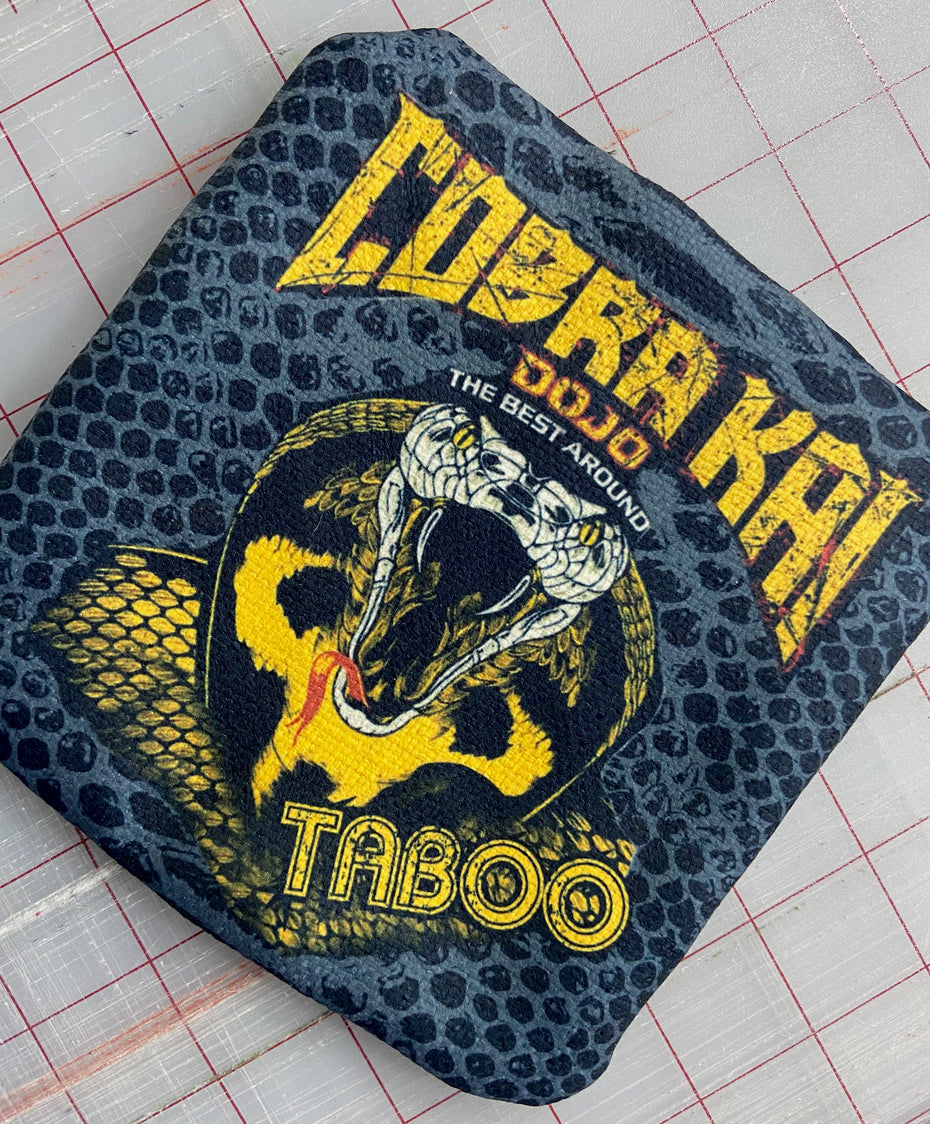 COBRA KAI
DOJO
THE BEST AROUND
TABOO